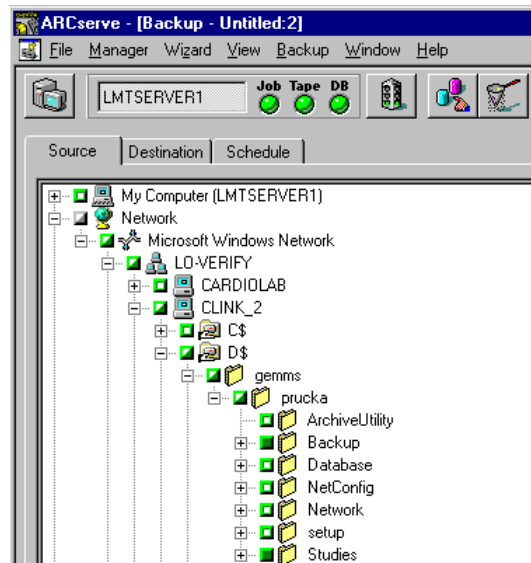 ARCserve - [Backup - Untitled:2]
File Manager Wizard View Backup Window Help
LMTSERVER1 Job Tape DB
Source Destination Schedule
My Computer (LMTSERVER1)
Network
Microsoft Windows Network
LO-VERIFY
CARDIOLAB
CLINK_2
C$
D$
gemms
prucka
ArchiveUtility
Backup
Database
NetConfig
Network
setup
Studies